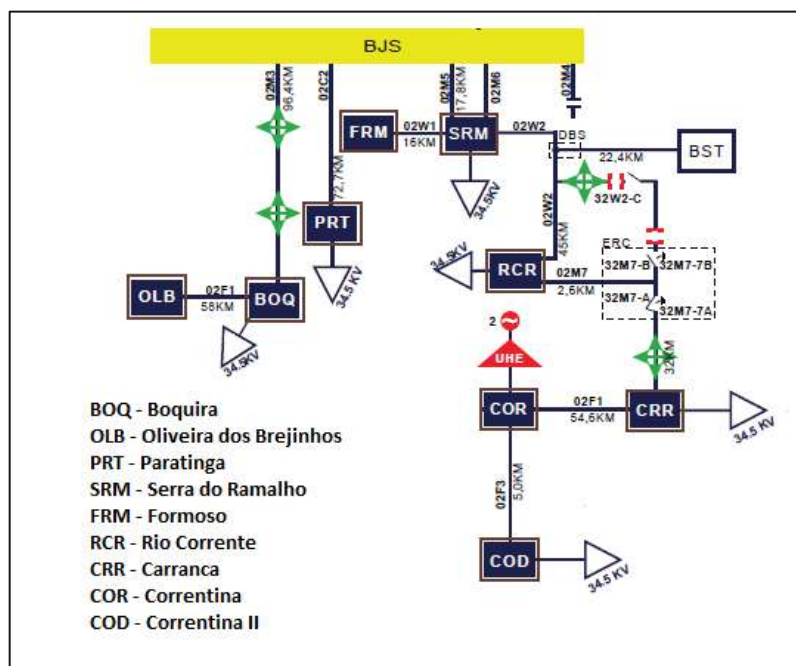 BJS
02M3
96,4KM
02C2
72,7KM
02M5
17,8KM
02M6
02M4
FRM
02W1
16KM
SRM
02W2
DBS
BST
22,4KM
32W2-C
34.5KV
PRT
34.5 KV
02W2
45KM
ERC
32M7-B
32M7-7B
34.5KV
RCR
02M7
2,6KM
32M7-A
32M7-7A
OLB
02F1
58KM
BOQ
34.5KV
2
UHE
32KM
COR
02F1
54,6KM
CRR
34.5 KV
02F3
5,0KM
COD
34.5 KV
BOQ - Boquira
OLB - Oliveira dos Brejinhos
PRT - Paratinga
SRM - Serra do Ramalho
FRM - Formoso
RCR - Rio Corrente
CRR - Carranca
COR - Correntina
COD - Correntina II